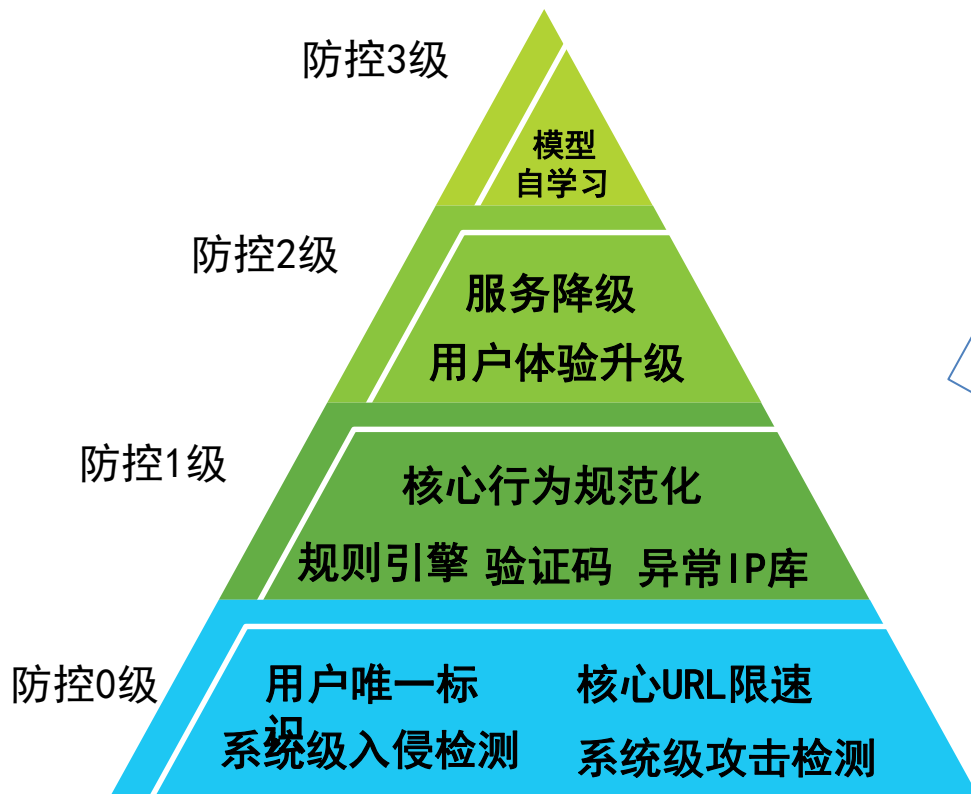 防控3级
模型
自学习
防控2级
服务降级
用户体验升级
防控1级
核心行为规范化
规则引擎 验证码 异常IP库
防控0级
用户唯一标
识
核心URL限速
系统级入侵检测
系统级攻击检测